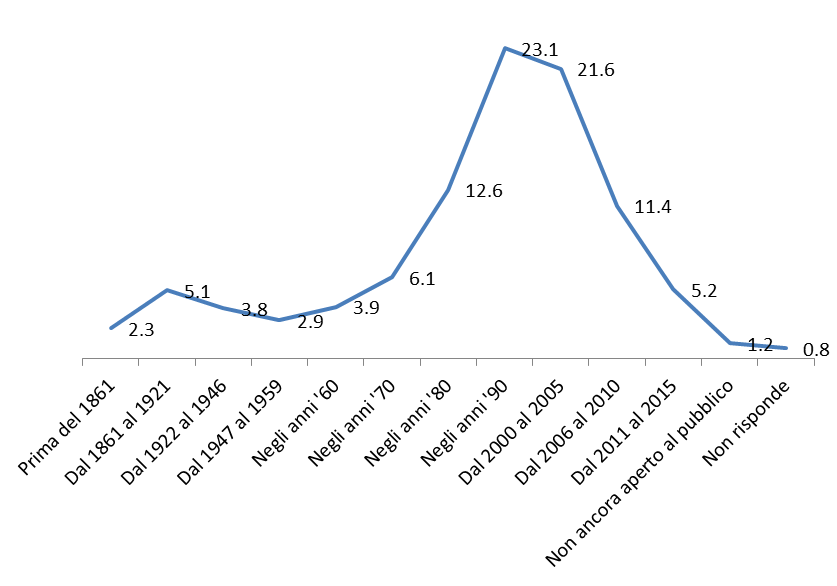 23.1
21.6
12.6
11.4
6.1
5.1
5.2
3.8
3.9
2.9
2.3
1.2
0.8
Prima del 1861
Dal 1861 al 1921
Dal 1922 al 1946
Dal 1947 al 1959
Negli anni '60
Negli anni '70
Negli anni '80
Negli anni '90
Dal 2000 al 2005
Dal 2006 al 2010
Dal 2011 al 2015
Non ancora aperto al pubblico
Non risponde